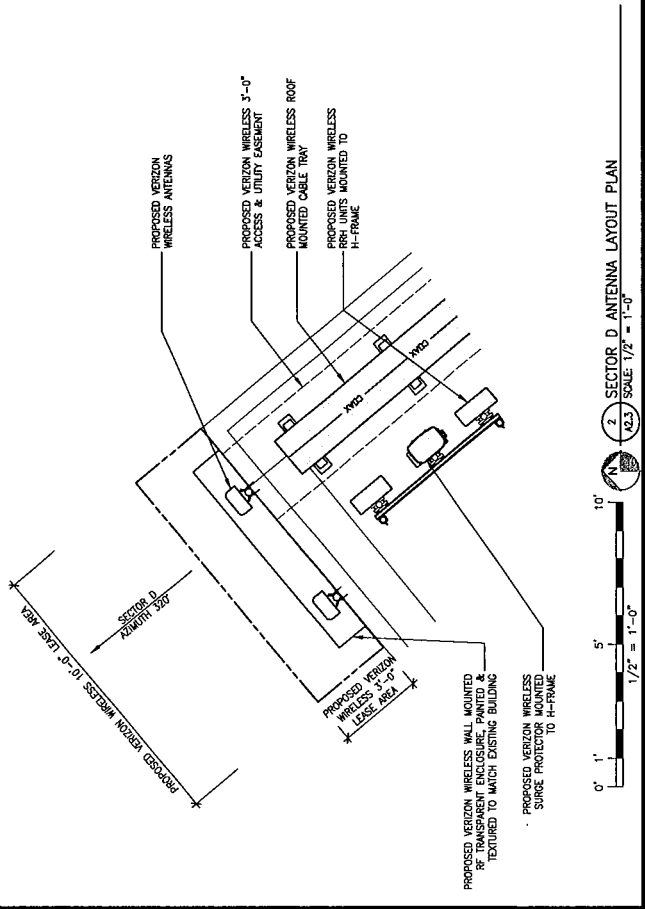 PROPOSED VERIZON WIRELESS 10'-0" LEASE AREA
SECTOR D
AZIMUTH 320°
PROPOSED VERIZON
WIRELESS ANTENNAS
PROPOSED VERIZON WIRELESS 3'-0"
ACCESS & UTILITY EASEMENT
PROPOSED VERIZON WIRELESS ROOF
MOUNTED CABLE TRAY
PROPOSED VERIZON WIRELESS
RRH UNITS MOUNTED TO
H-FRAME
COAX
COAX
PROPOSED VERIZON
WIRELESS 3'-0"
LEASE AREA
PROPOSED VERIZON WIRELESS WALL MOUNTED
RF TRANSPARENT ENCLOSURE, PAINTED &
TEXTURED TO MATCH EXISTING BUILDING
PROPOSED VERIZON WIRELESS
SURGE PROTECTOR MOUNTED
TO H-FRAME
0' 1' 5' 10'
1/2" = 1'-0"
N
2
A2.3
SECTOR D ANTENNA LAYOUT PLAN
SCALE: 1/2" = 1'-0"